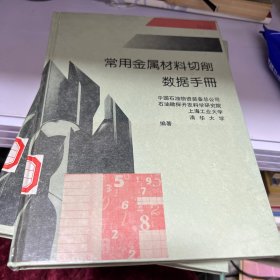 常用金属材料切削
数据手册
中国石油物资装备总公司
石油勘探开发科学研究院
上海工业大学
清华大学
编著